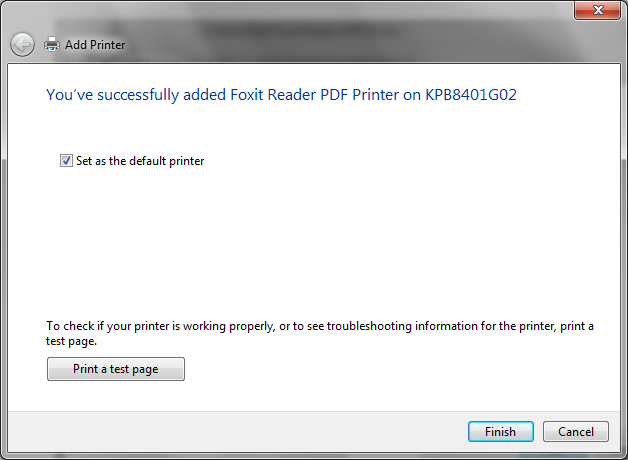 Add Printer
You've successfully added Foxit Reader PDF Printer on KPB8401G02
Set as the default printer
To check if your printer is working properly, or to see troubleshooting information for the printer, print a
test page.
Print a test page
Finish
Cancel